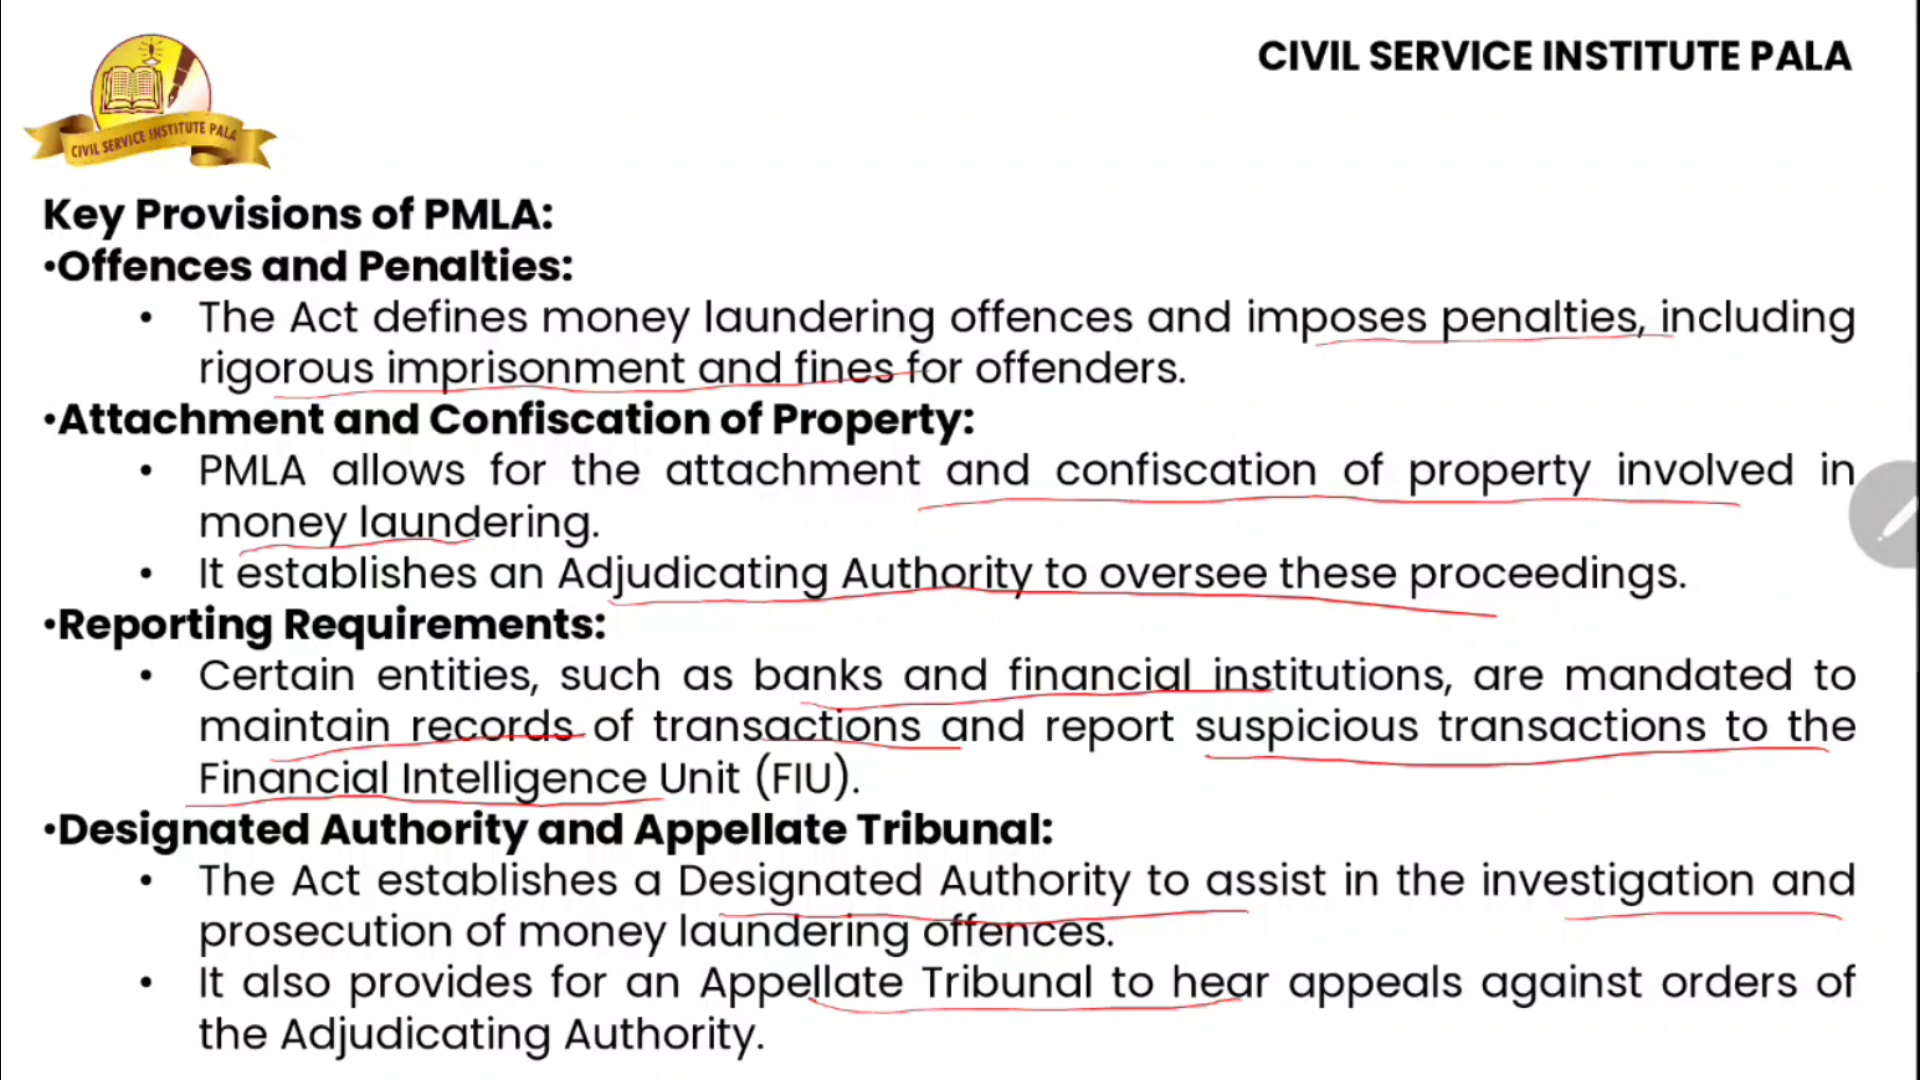 CIVIL SERVICE INSTITUTE PALA
CIVIL SERVICE INSTITUTE PALA
Key Provisions of PMLA:
•Offences and Penalties:
• The Act defines money laundering offences and imposes penalties, including
rigorous imprisonment and fines for offenders.
•Attachment and Confiscation of Property:
• PMLA allows for the attachment and confiscation of property involved in
money laundering.
• It establishes an Adjudicating Authority to oversee these proceedings.
•Reporting Requirements:
• Certain entities, such as banks and financial institutions, are mandated to
maintain records of transactions and report suspicious transactions to the
Financial Intelligence Unit (FIU).
•Designated Authority and Appellate Tribunal:
• The Act establishes a Designated Authority to assist in the investigation and
prosecution of money laundering offences.
• It also provides for an Appellate Tribunal to hear appeals against orders of
the Adjudicating Authority.